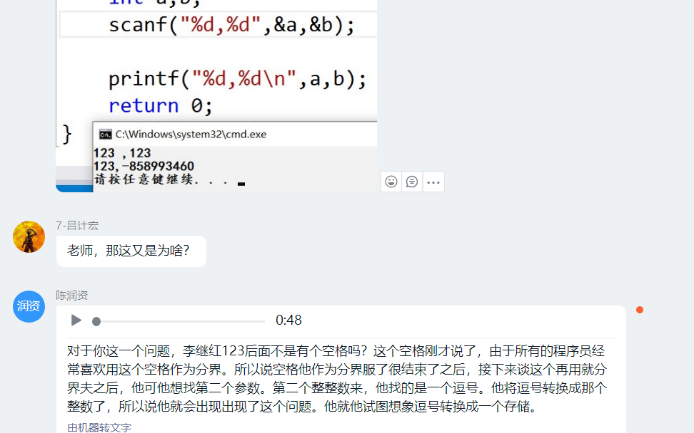 int a,b;
scanf("%d,%d",&a,&b);
printf("%d,%d\n",a,b);
return 0;
}
C:\Windows\system32\cmd.exe
123 ,123
123,-858993460
请按任意键继续. . .
7-吕计宏
老师，那这又是为啥？
润资
陈润资
0:48
对于你这一个问题，李继红123后面不是有个空格吗？这个空格刚才说了，由于所有的程序员经
常喜欢用这个空格作为分界。所以说空格他作为分界服了很结束了之后，接下来谈这个再用就分
界夫之后，他可他想找第二个参数。第二个整整数来，他找的是一个逗号。他将逗号转换成那个
整数了，所以说他就会出现出现了这个问题。他就他试图想象逗号转换成一个存储。
由机器转文字